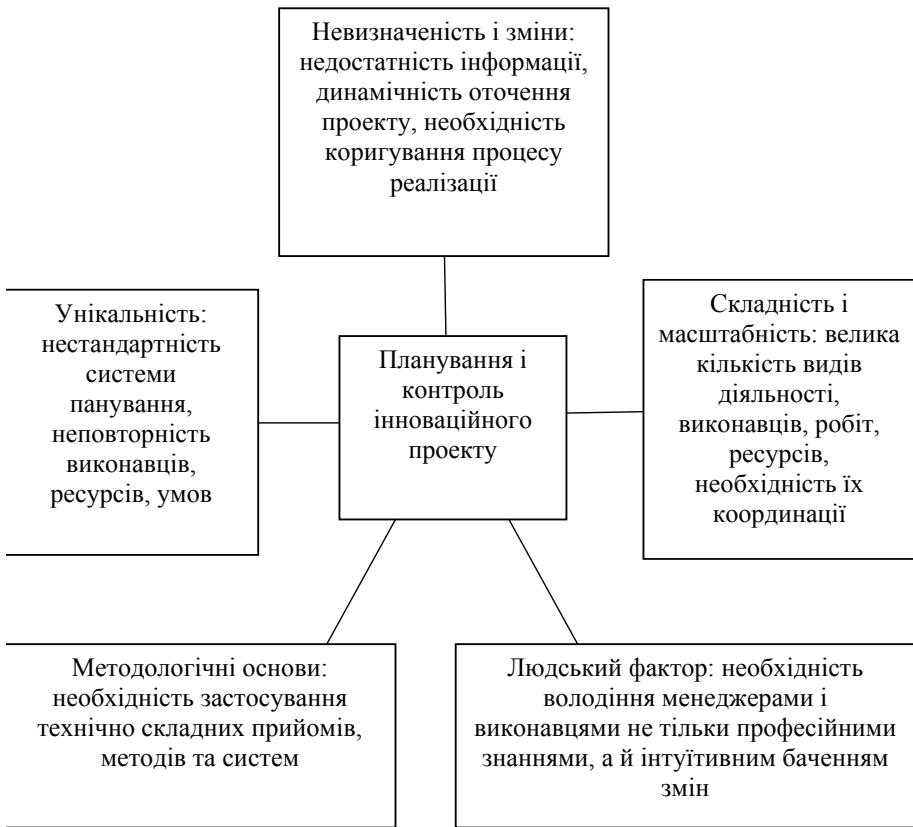 Невизначеність і зміни:
недостатність інформації,
динамічність оточення
проекту, необхідність
коригування процесу
реалізації
Унікальність:
нестандартність
системи
панування,
неповторність
виконавців,
ресурсів, умов
Планування і
контроль
інноваційного
проекту
Складність і
масштабність: велика
кількість видів
діяльності,
виконавців, робіт,
ресурсів,
необхідність їх
координації
Методологічні основи:
необхідність застосування
технічно складних прийомів,
методів та систем
Людський фактор: необхідність
володіння менеджерами і
виконавцями не тільки професійними
знаннями, а й інтуїтивним баченням
змін